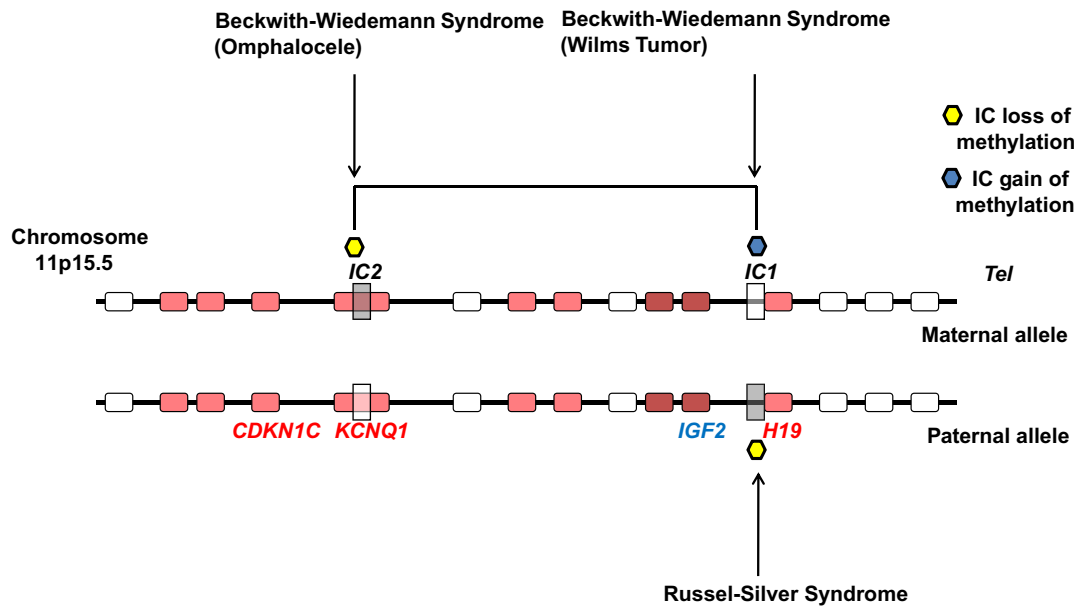 Beckwith-Wiedemann Syndrome
(Omphalocele)
Beckwith-Wiedemann Syndrome
(Wilms Tumor)
IC loss of
methylation
IC gain of
methylation
Chromosome
11p15.5
IC2
IC1
Tel
Maternal allele
CDKN1C
KCNQ1
IGF2
H19
Paternal allele
Russel-Silver Syndrome